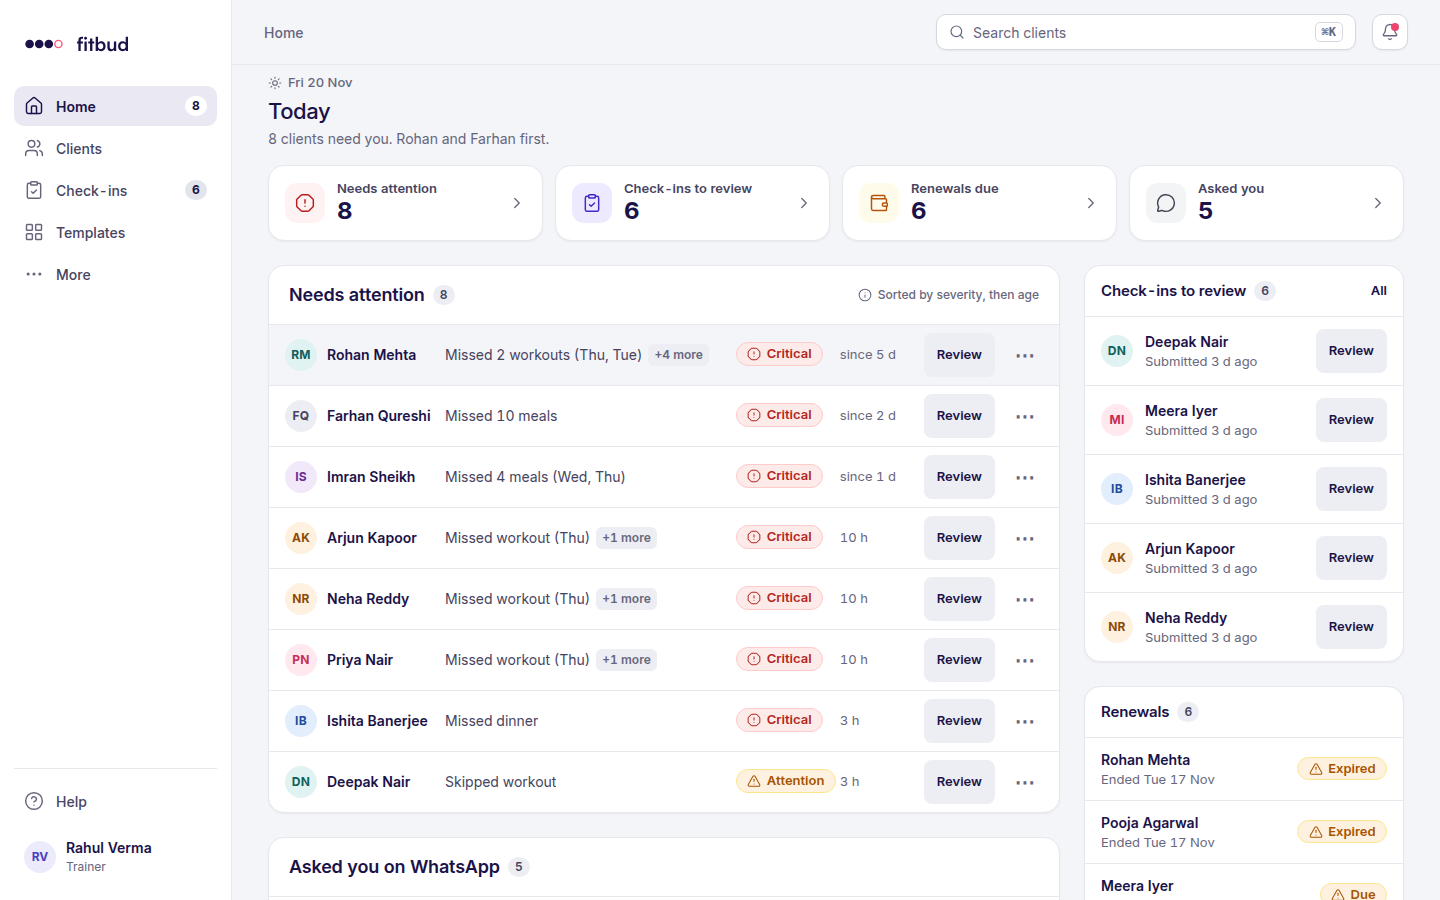 fitbud
Home 8
Clients
Check-ins 6
Templates
More
Help
RV Rahul Verma
Trainer
Home
Search clients ⌘K
Fri 20 Nov
Today
8 clients need you. Rohan and Farhan first.
Needs attention
8
Check-ins to review
6
Renewals due
6
Asked you
5
Needs attention 8 Sorted by severity, then age
RM Rohan Mehta Missed 2 workouts (Thu, Tue) +4 more Critical since 5 d Review
FQ Farhan Qureshi Missed 10 meals Critical since 2 d Review
IS Imran Sheikh Missed 4 meals (Wed, Thu) Critical since 1 d Review
AK Arjun Kapoor Missed workout (Thu) +1 more Critical 10 h Review
NR Neha Reddy Missed workout (Thu) +1 more Critical 10 h Review
PN Priya Nair Missed workout (Thu) +1 more Critical 10 h Review
IB Ishita Banerjee Missed dinner Critical 3 h Review
DN Deepak Nair Skipped workout Attention 3 h Review
Asked you on WhatsApp 5
Check-ins to review 6 All
DN Deepak Nair Review
Submitted 3 d ago
MI Meera Iyer Review
Submitted 3 d ago
IB Ishita Banerjee Review
Submitted 3 d ago
AK Arjun Kapoor Review
Submitted 3 d ago
NR Neha Reddy Review
Submitted 3 d ago
Renewals 6
Rohan Mehta Expired
Ended Tue 17 Nov
Pooja Agarwal Expired
Ended Tue 17 Nov
Meera Iyer Due